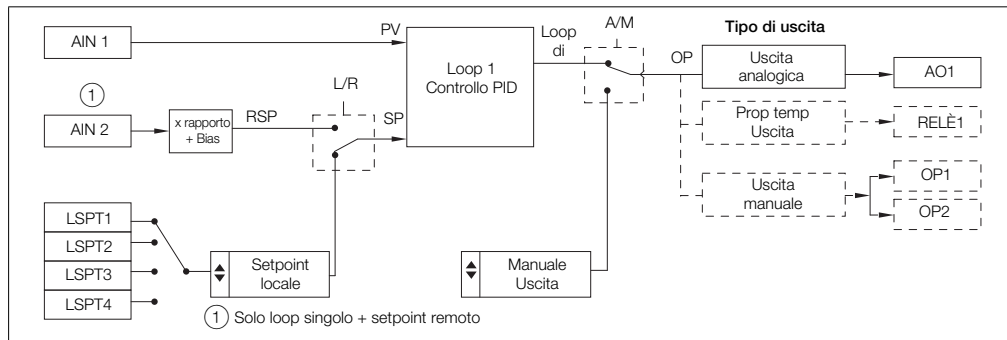 AIN 1
PV
Loop 1
Controllo PID
Loop
di
A/M
OP
Tipo di uscita
Uscita
analogica
AO1
1
AIN 2
x rapporto
+ Bias
RSP
L/R
SP
Prop temp
Uscita
RELÈ1
Uscita
manuale
OP1
OP2
LSPT1
LSPT2
LSPT3
LSPT4
Setpoint
locale
Manuale
Uscita
1 Solo loop singolo + setpoint remoto